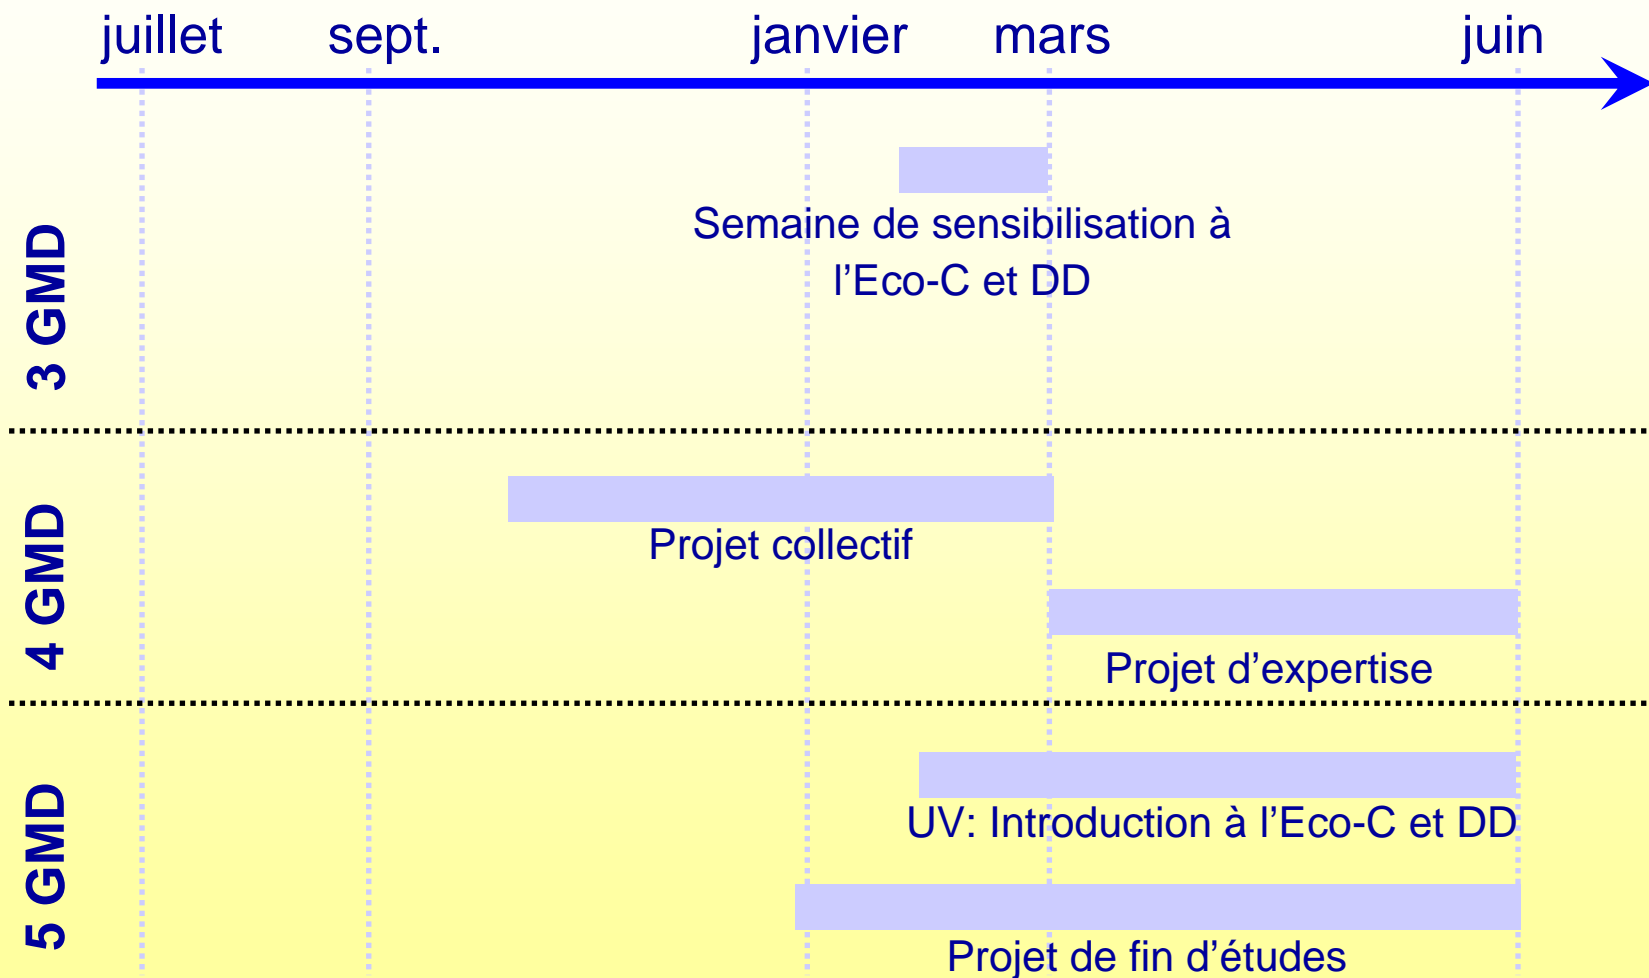 juillet sept. janvier mars juin
3 GMD
Semaine de sensibilisation à
l’Eco-C et DD
4 GMD
Projet collectif
Projet d’expertise
5 GMD
UV: Introduction à l’Eco-C et DD
Projet de fin d’études